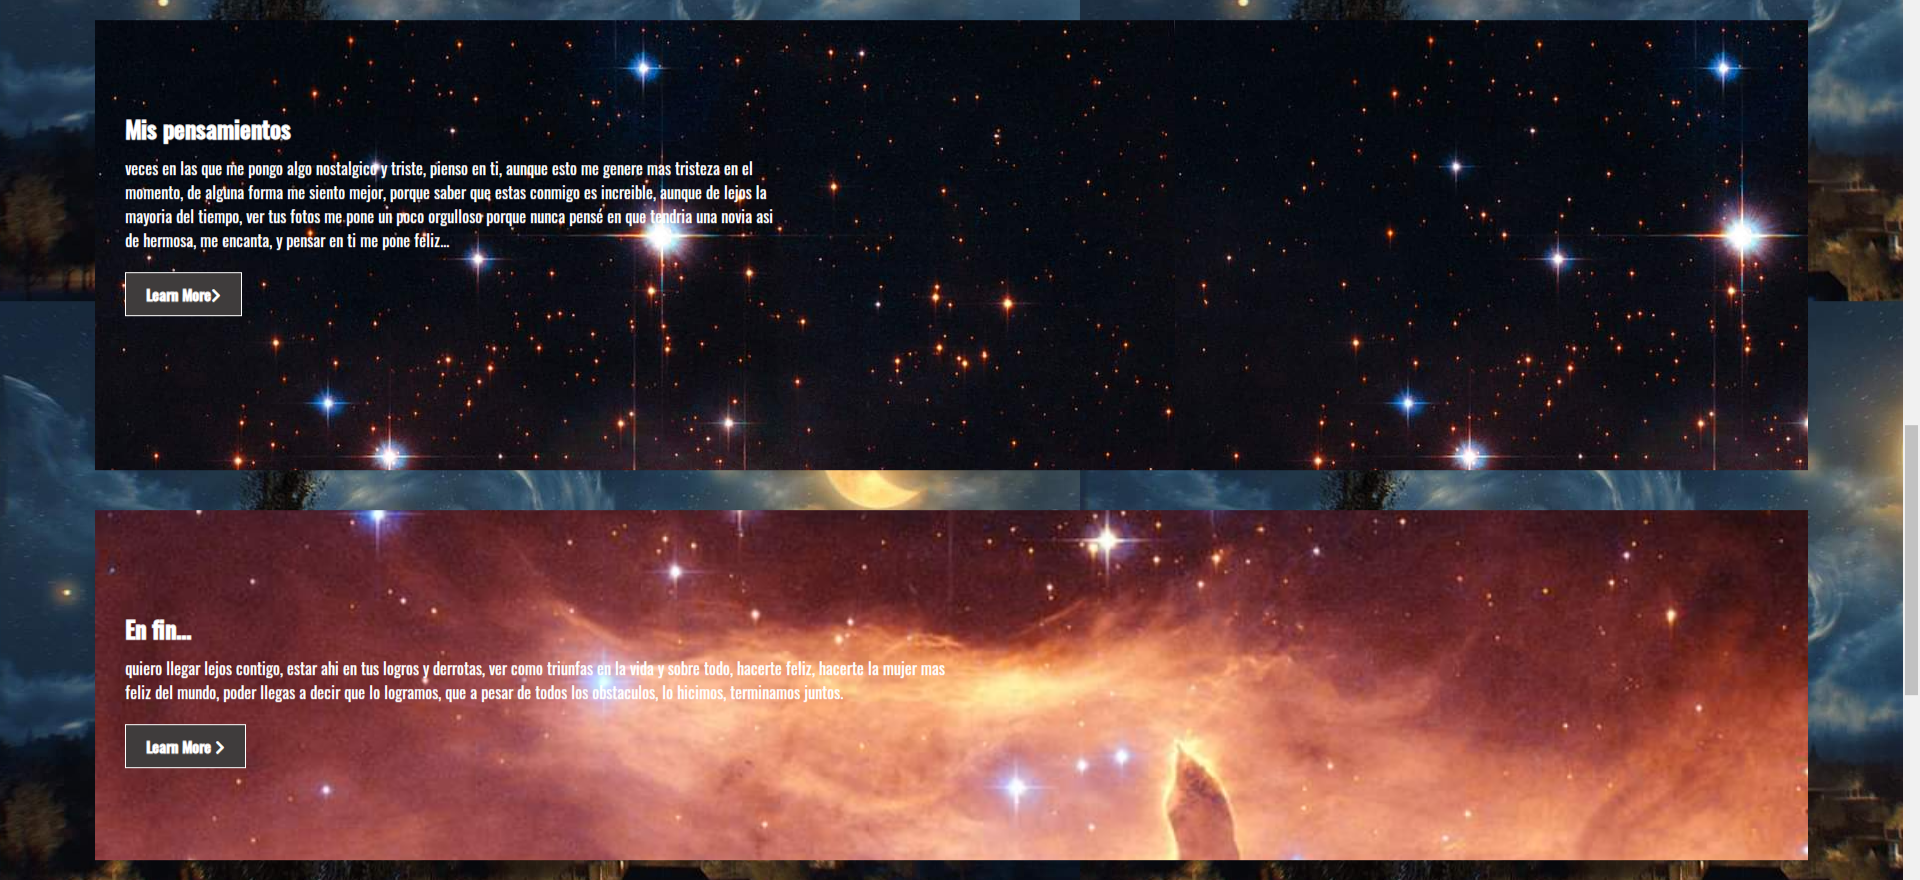 Mis pensamientos
veces en las que me pongo algo nostalgico y triste, pienso en ti, aunque esto me genere mas tristeza en el
momento, de alguna forma me siento mejor, porque saber que estas conmigo es increible, aunque de lejos la
mayoria del tiempo, ver tus fotos me pone un poco orgulloso porque nunca pensé en que tendria una novia asi
de hermosa, me encanta, y pensar en ti me pone feliz...
Learn More
En fin...
quiero llegar lejos contigo, estar ahi en tus logros y derrotas, ver como triunfas en la vida y sobre todo, hacerte feliz, hacerte la mujer mas
feliz del mundo, poder llegas a decir que lo logramos, que a pesar de todos los obstaculos, lo hicimos, terminamos juntos.
Learn More